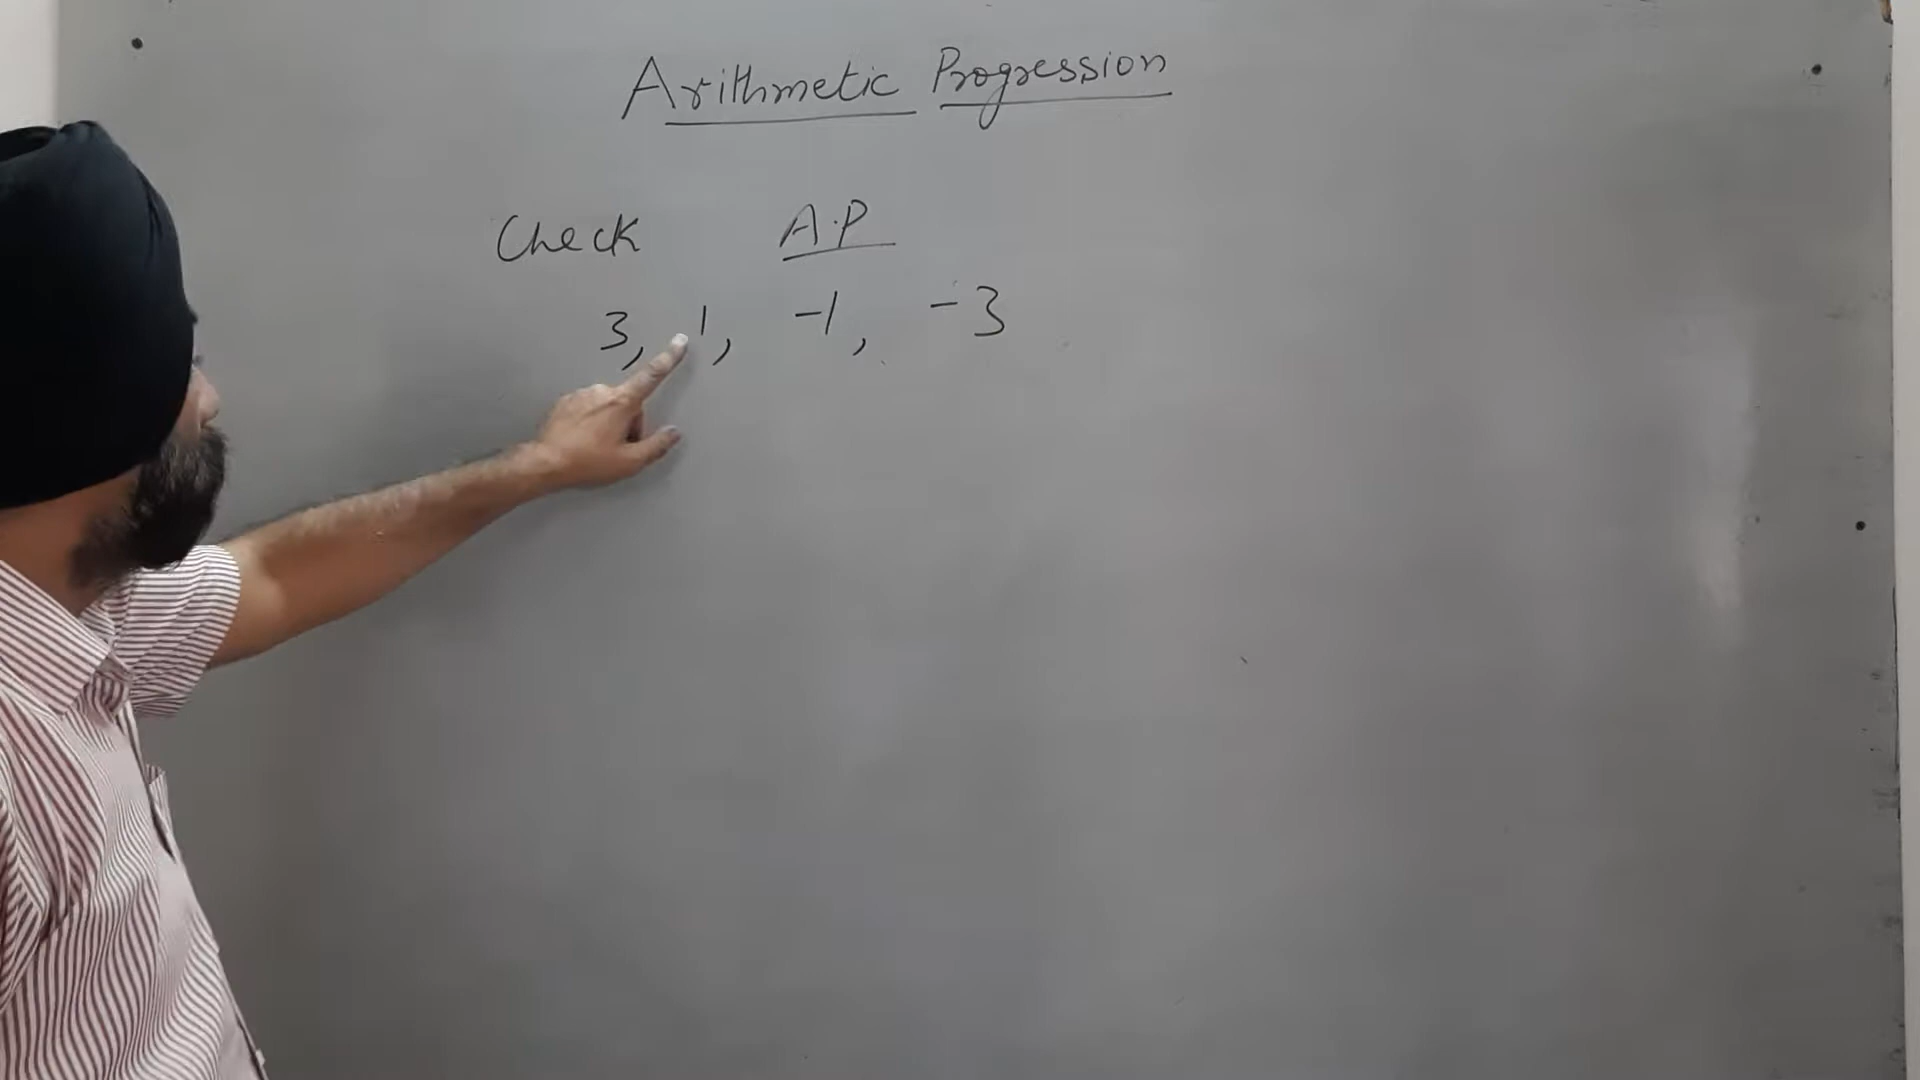 Arithmetic Progression
Check A.P
3, 1, -1, -3